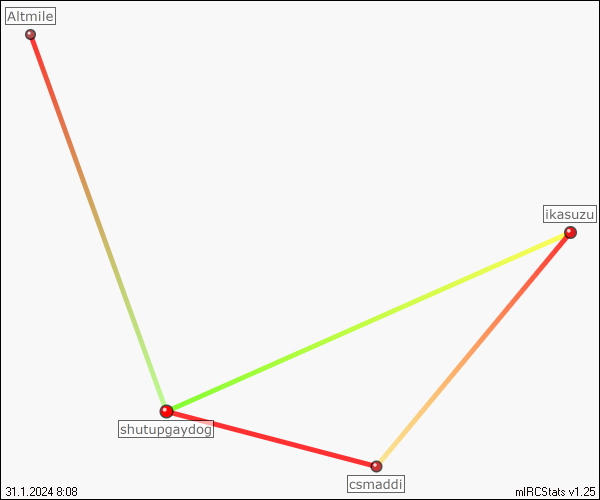 Altmile
ikasuzu
shutupgaydog
csmaddi
31.1.2024 8:08
mIRCStats v1.25